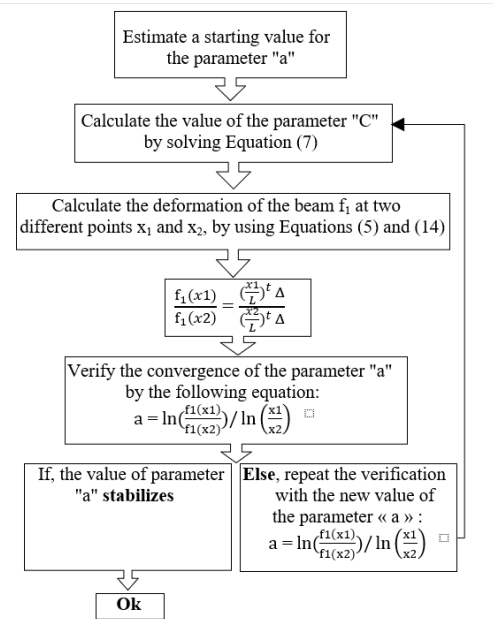 Estimate a starting value for
the parameter "a"
Calculate the value of the parameter "C"
by solving Equation (7)
Calculate the deformation of the beam f₁ at two
different points x₁ and x₂, by using Equations (5) and (14)
f₁(x1) / f₁(x2) = (x1/L)ᵗ Δ / (x2/L)ᵗ Δ
Verify the convergence of the parameter "a"
by the following equation:
a = ln(f1(x1)/f1(x2))/ ln (x1/x2)
If, the value of parameter
"a" stabilizes
Else, repeat the verification
with the new value of
the parameter « a » :
a = ln(f1(x1)/f1(x2))/ ln (x1/x2)
Ok